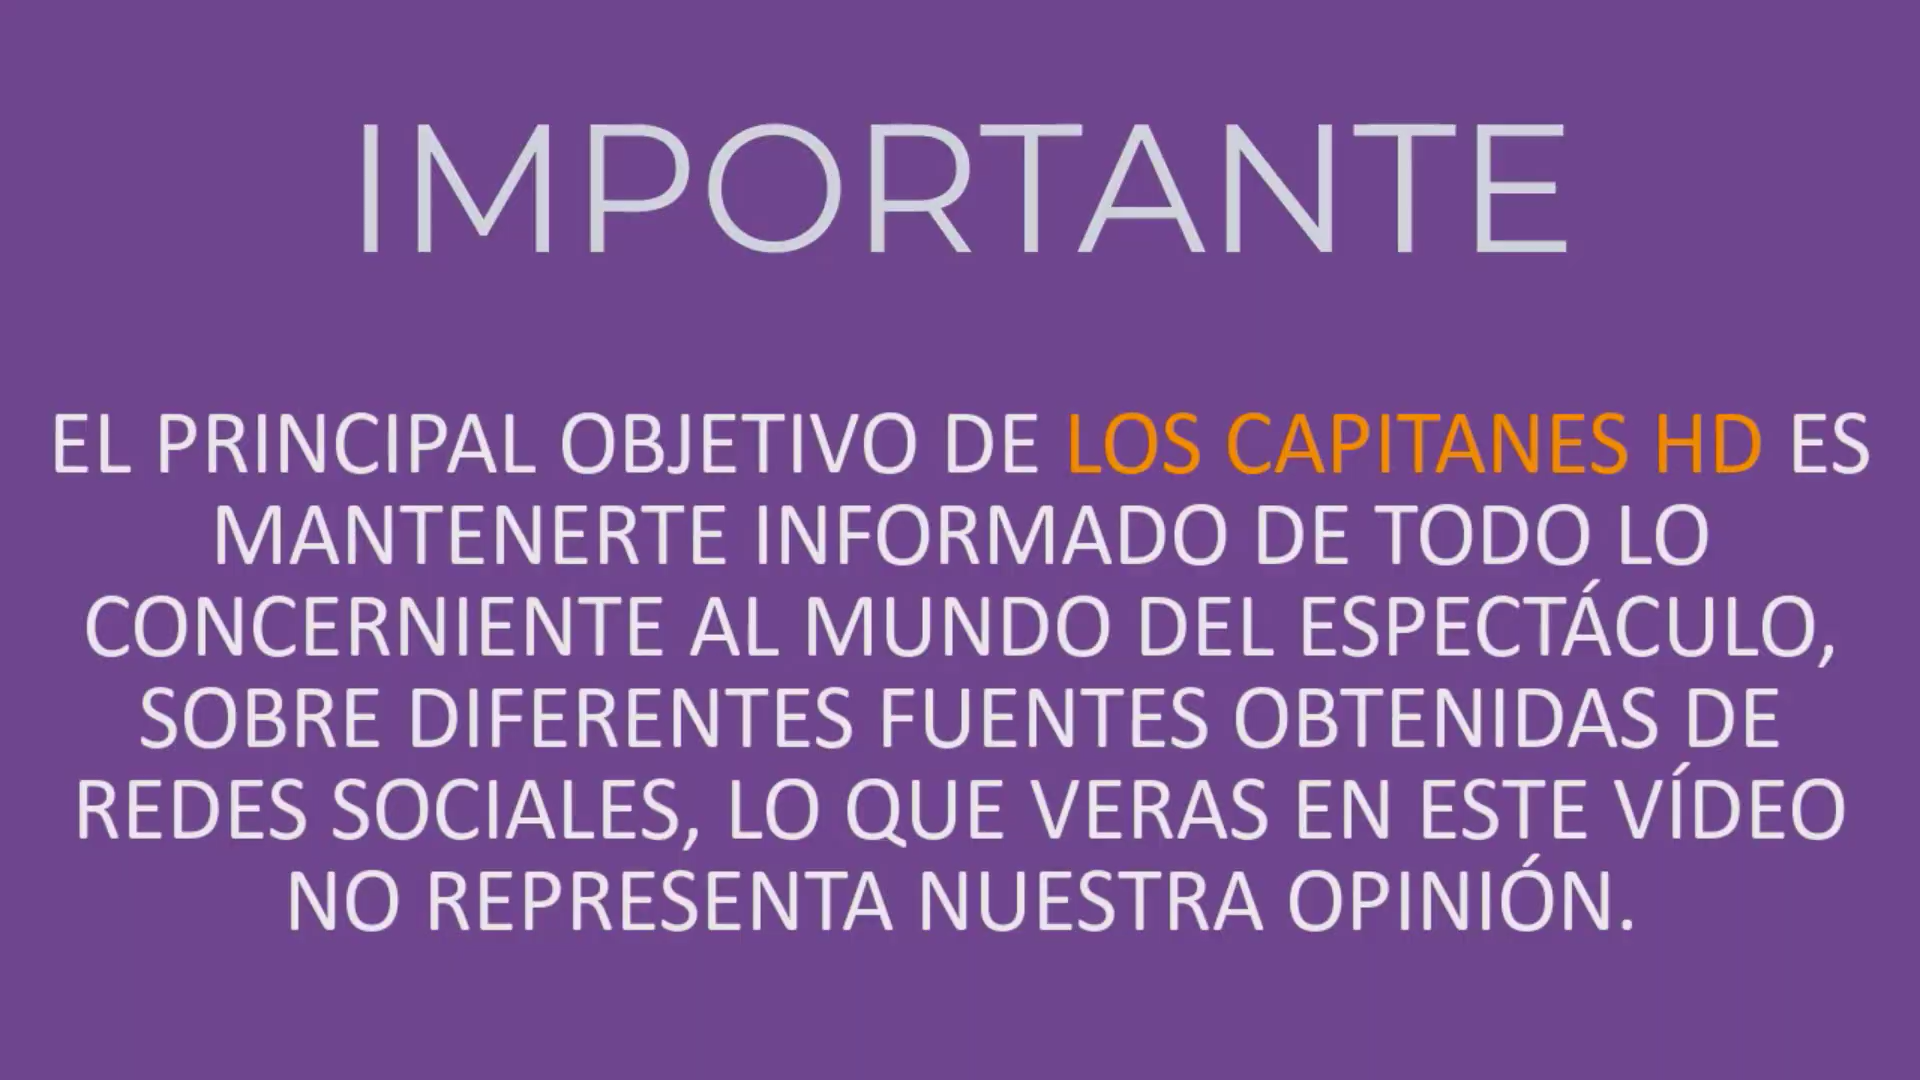 IMPORTANTE
EL PRINCIPAL OBJETIVO DE LOS CAPITANES HD ES
MANTENERTE INFORMADO DE TODO LO
CONCERNIENTE AL MUNDO DEL ESPECTÁCULO,
SOBRE DIFERENTES FUENTES OBTENIDAS DE
REDES SOCIALES, LO QUE VERAS EN ESTE VÍDEO
NO REPRESENTA NUESTRA OPINIÓN.